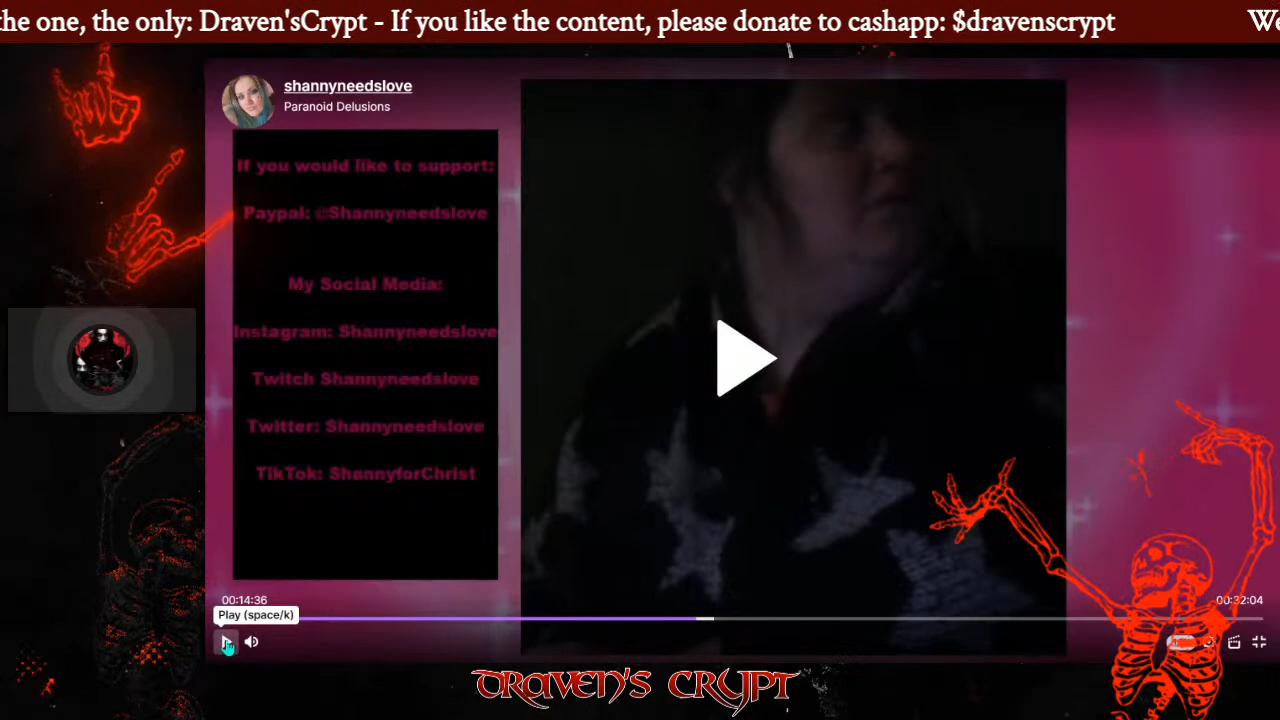 the one, the only: Draven'sCrypt - If you like the content, please donate to cashapp: $dravenscrypt
We
shannyneedslove
Paranoid Delusions
If you would like to support:
Paypal: @Shannyneedslove
My Social Media:
Instagram: Shannyneedslove
Twitch Shannyneedslove
Twitter: Shannyneedslove
TikTok: ShannyforChrist
00:14:36
00:32:04
Play (space/k)
DRAVEN'S CRYPT